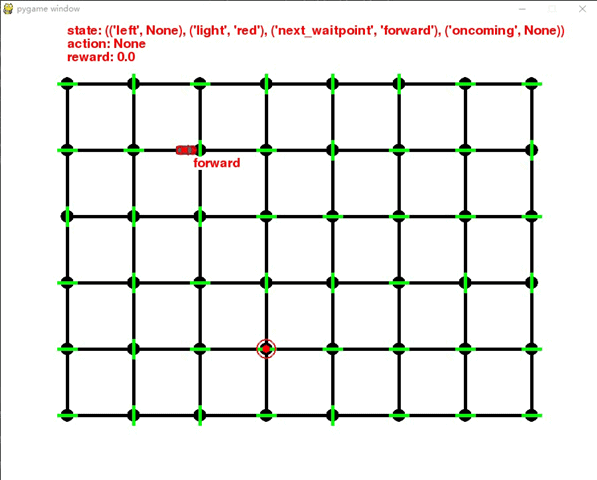 pygame window
state: (('left', None), ('light', 'red'), ('next_waitpoint', 'forward'), ('oncoming', None))
action: None
reward: 0.0
forward